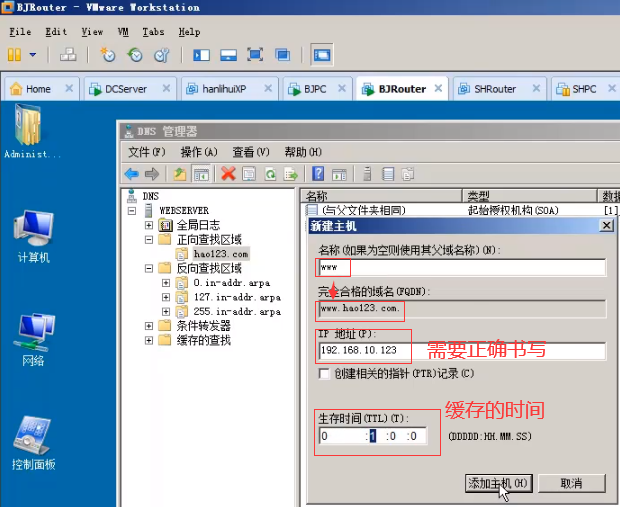 BJRouter - VMware Workstation
File Edit View VM Tabs Help
Home DCServer hanlihuiXP BJPC BJRouter SHRouter SHPC
Administ...
计算机
网络
控制面板
DNS 管理器
文件(F) 操作(A) 查看(V) 帮助(H)
DNS
WEBSERVER
全局日志
正向查找区域
hao123.com
反向查找区域
0.in-addr.arpa
127.in-addr.arpa
255.in-addr.arpa
条件转发器
缓存的查找
名称 类型 数据
(与父文件夹相同) 起始授权机构(SOA) [1]
新建主机
名称(如果为空则使用其父域名称)(N):
www
完全合格的域名(FQDN):
www.hao123.com.
IP 地址(P):
192.168.10.123
需要正确书写
创建相关的指针(PTR)记录(C)
缓存的时间
生存时间(TTL)(T):
0 :1 :0 :0 (DDDDD:HH.MM.SS)
添加主机(H) 取消